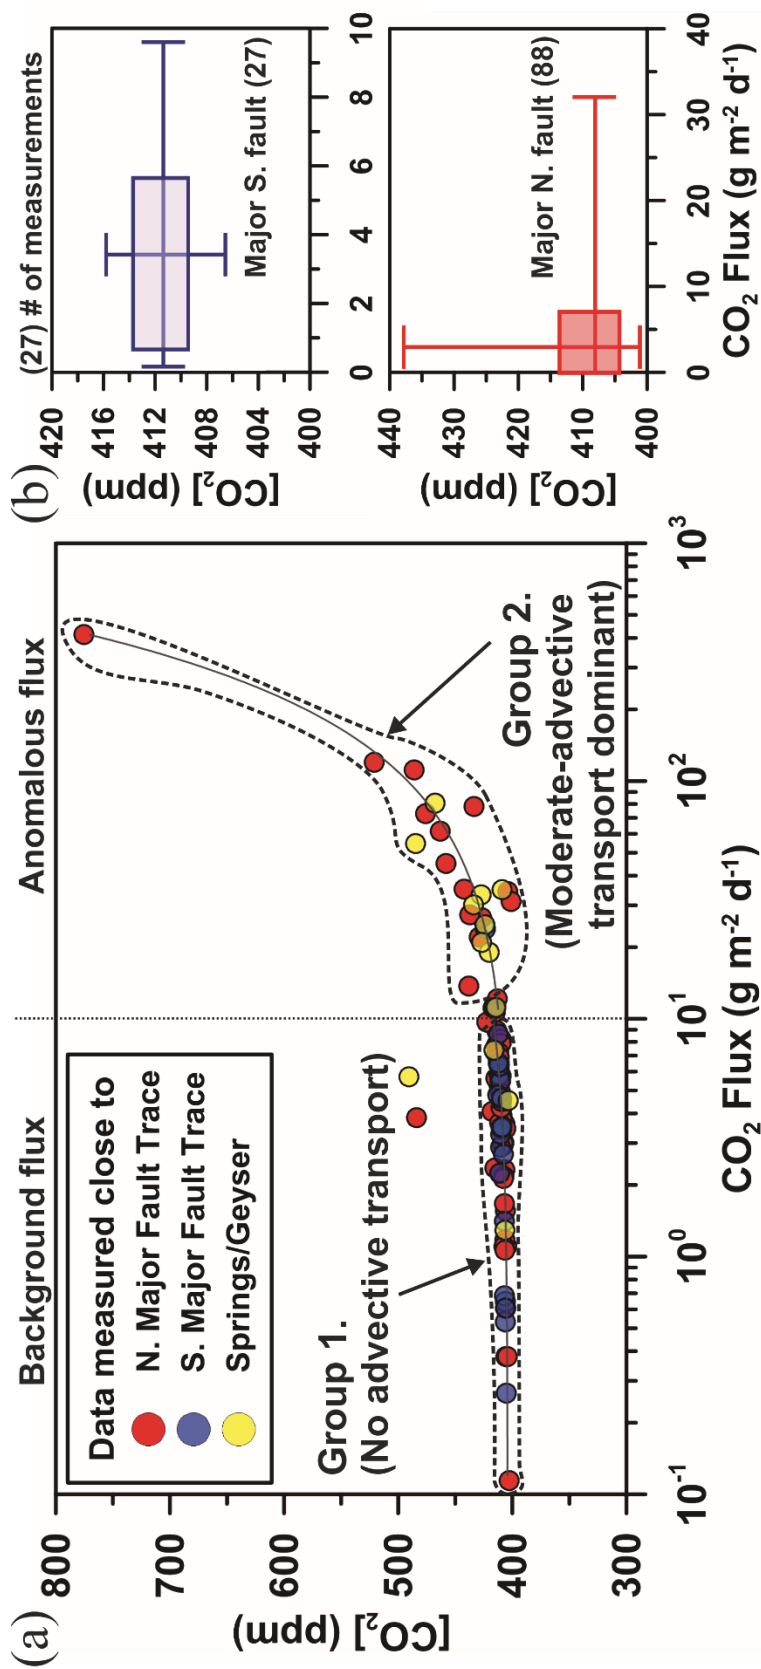 (a)
Background flux
Anomalous flux
[CO₂] (ppm)
800
700
600
500
400
300
Data measured close to
N. Major Fault Trace
S. Major Fault Trace
Springs/Geyser
Group 1.
(No advective transport)
Group 2.
(Moderate-advective
transport dominant)
10⁻¹
10⁰
10¹
10²
10³
CO₂ Flux (g m⁻² d⁻¹)
(b)
(27) # of measurements
[CO₂] (ppm)
420
416
412
408
404
400
Major S. fault (27)
0
2
4
6
8
10
[CO₂] (ppm)
440
430
420
410
400
Major N. fault (88)
0
10
20
30
40
CO₂ Flux (g m⁻² d⁻¹)